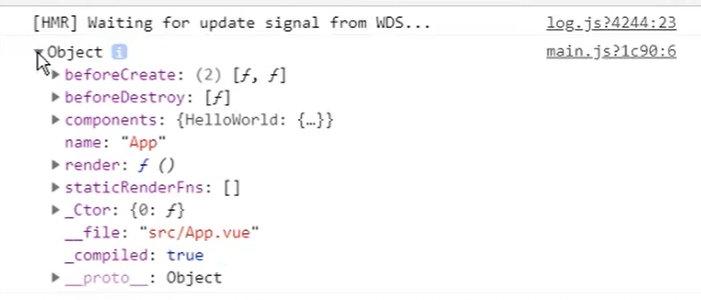 [HMR] Waiting for update signal from WDS... log.js?4244:23
▼Object i main.js?1c90:6
▶beforeCreate: (2) [ƒ, ƒ]
▶beforeDestroy: [ƒ]
▶components: {HelloWorld: {…}}
name: "App"
▶render: ƒ ()
▶staticRenderFns: []
▶_Ctor: {0: ƒ}
__file: "src/App.vue"
_compiled: true
▶__proto__: Object